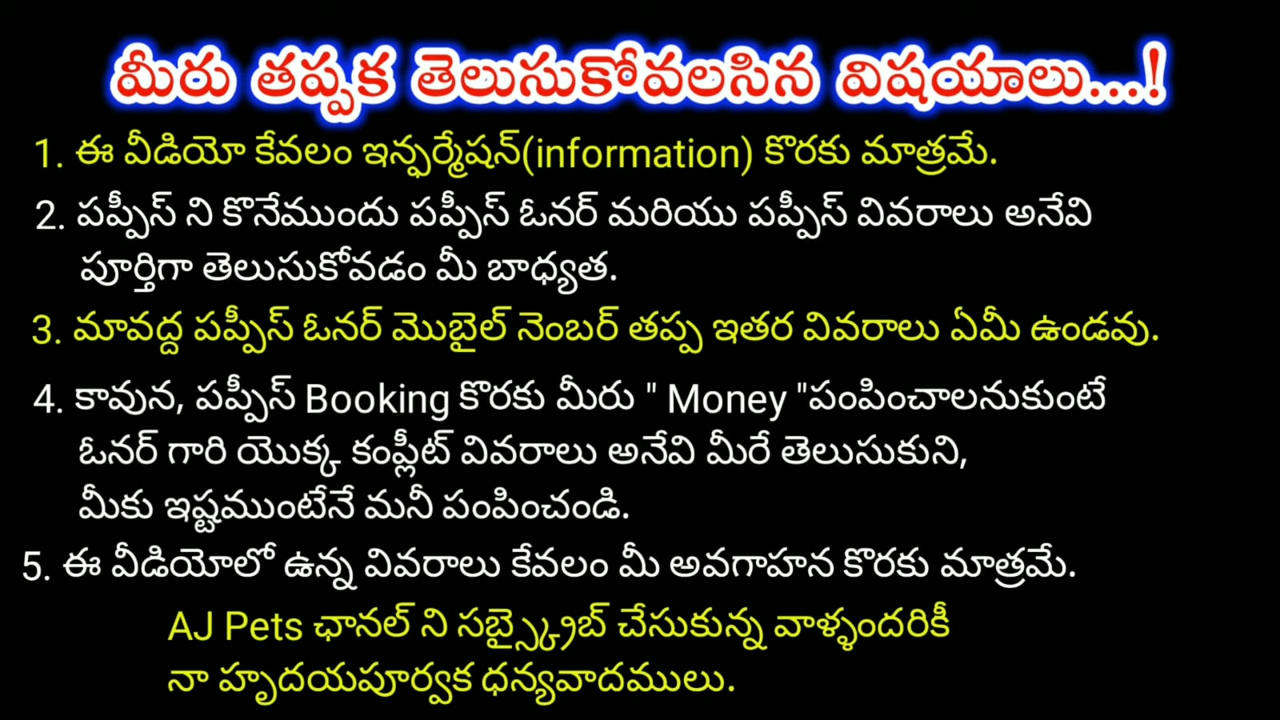 మీరు తప్పక తెలుసుకోవలసిన విషయాలు...!
1. ఈ వీడియో కేవలం ఇన్ఫర్మేషన్(information) కొరకు మాత్రమే.
2. పప్పీస్ ని కొనేముందు పప్పీస్ ఓనర్ మరియు పప్పీస్ వివరాలు అనేవి
పూర్తిగా తెలుసుకోవడం మీ బాధ్యత.
3. మావద్ద పప్పీస్ ఓనర్ మొబైల్ నెంబర్ తప్ప ఇతర వివరాలు ఏమీ ఉండవు.
4. కావున, పప్పీస్ Booking కొరకు మీరు " Money "పంపించాలనుకుంటే
ఓనర్ గారి యొక్క కంప్లీట్ వివరాలు అనేవి మీరే తెలుసుకుని,
మీకు ఇష్టముంటేనే మనీ పంపించండి.
5. ఈ వీడియోలో ఉన్న వివరాలు కేవలం మీ అవగాహన కొరకు మాత్రమే.
AJ Pets ఛానల్ ని సబ్స్క్రైబ్ చేసుకున్న వాళ్ళందరికీ
నా హృదయపూర్వక ధన్యవాదములు.